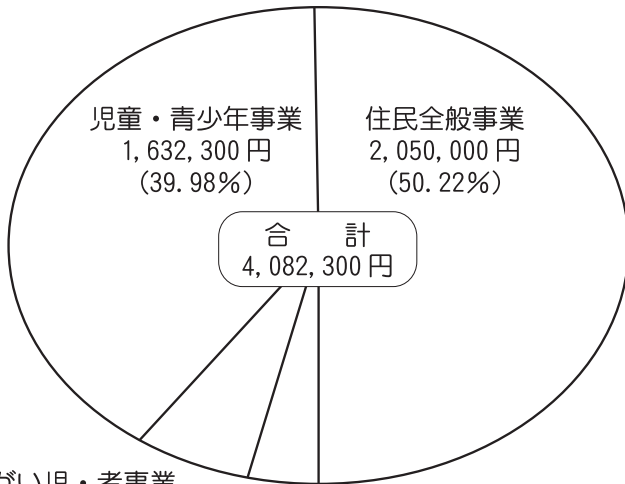 児童・青少年事業
1,632,300円
(39.98%)
住民全般事業
2,050,000円
(50.22%)
合　計
4,082,300円
がい児・者事業